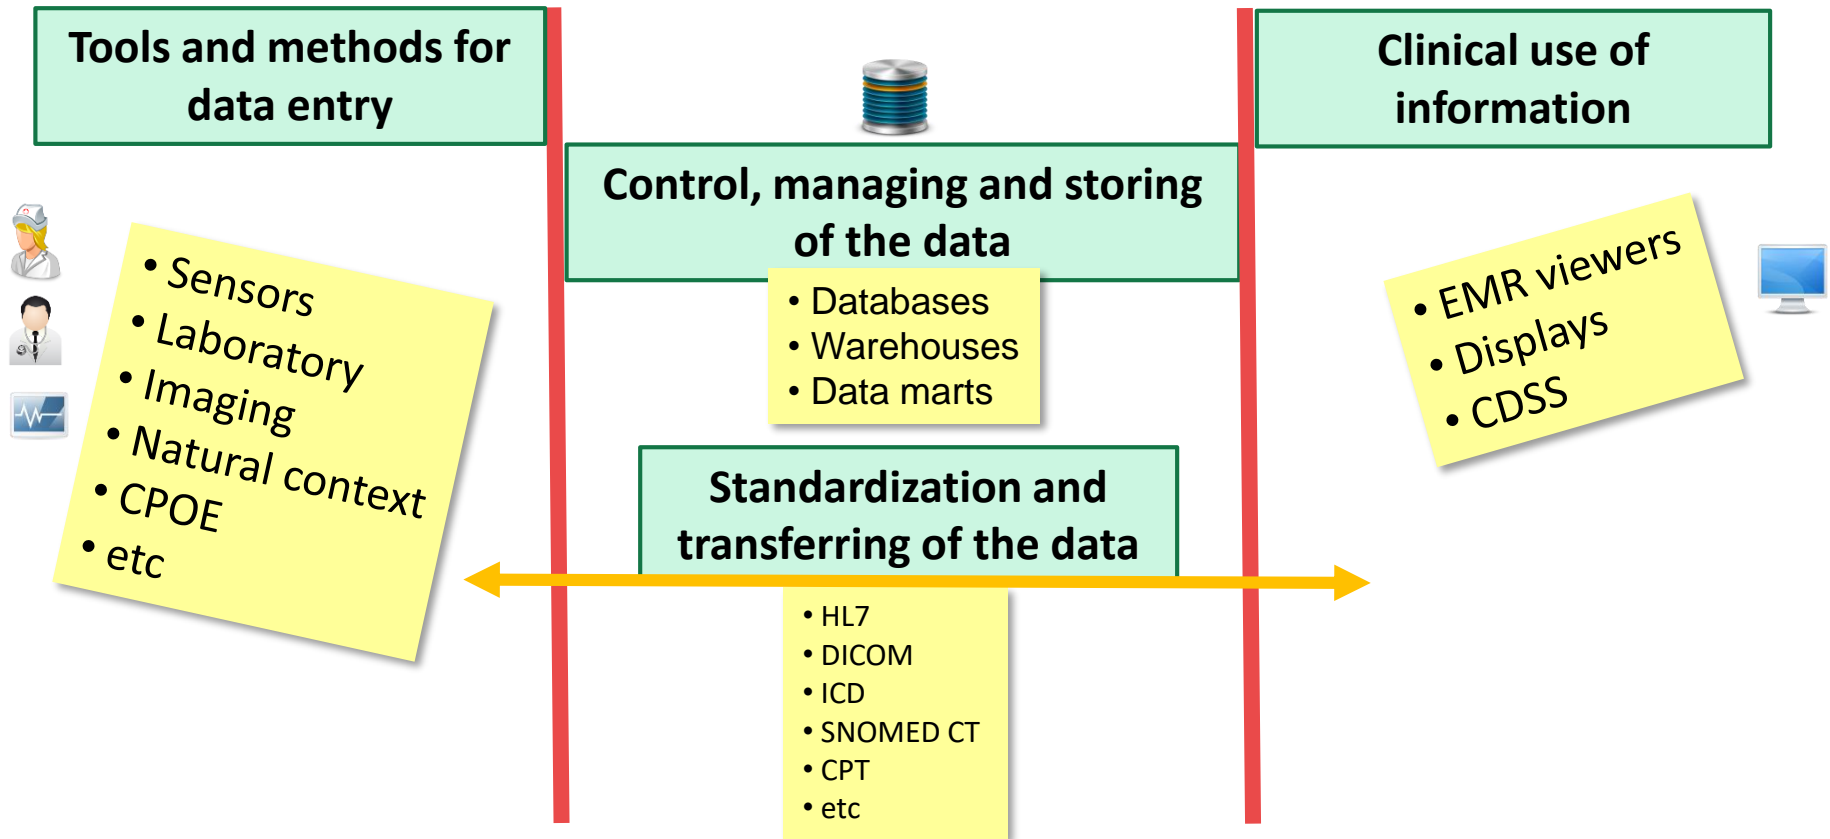 Tools and methods for
data entry
• Sensors
• Laboratory
• Imaging
• Natural context
• CPOE
• etc
Control, managing and storing
of the data
• Databases
• Warehouses
• Data marts
Standardization and
transferring of the data
• HL7
• DICOM
• ICD
• SNOMED CT
• CPT
• etc
Clinical use of
information
• EMR viewers
• Displays
• CDSS